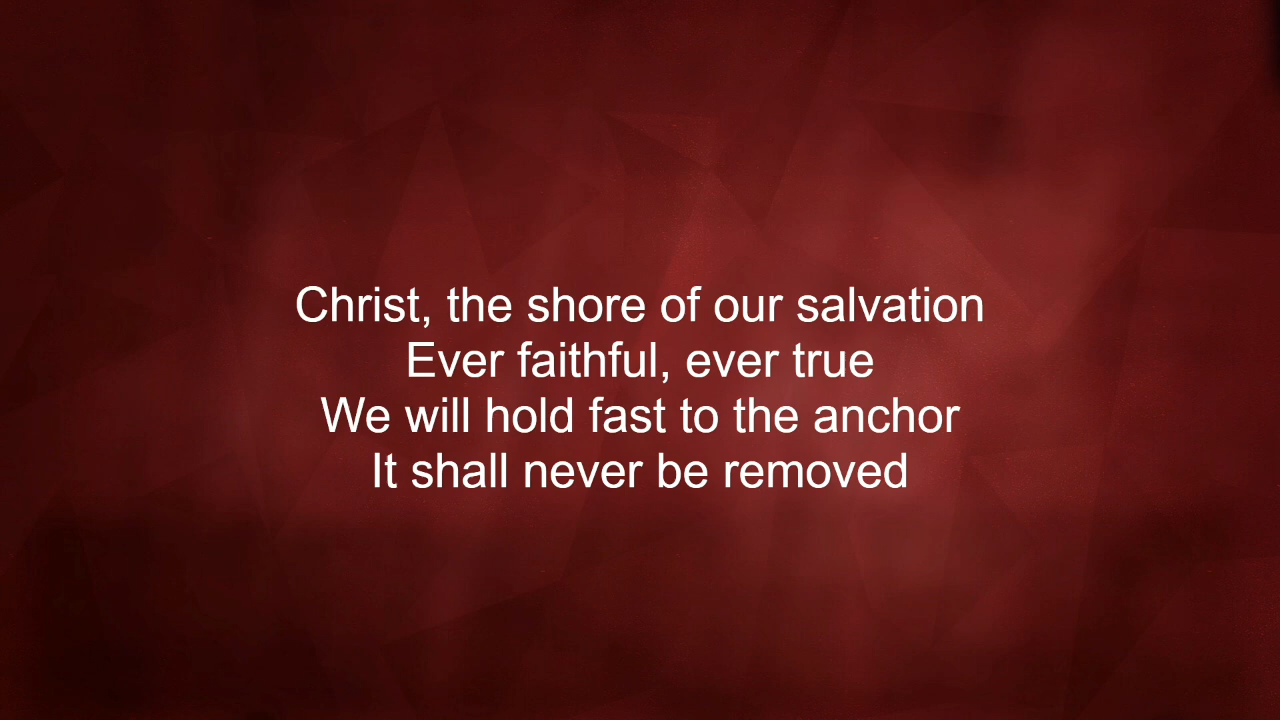 Christ, the shore of our salvation
Ever faithful, ever true
We will hold fast to the anchor
It shall never be removed